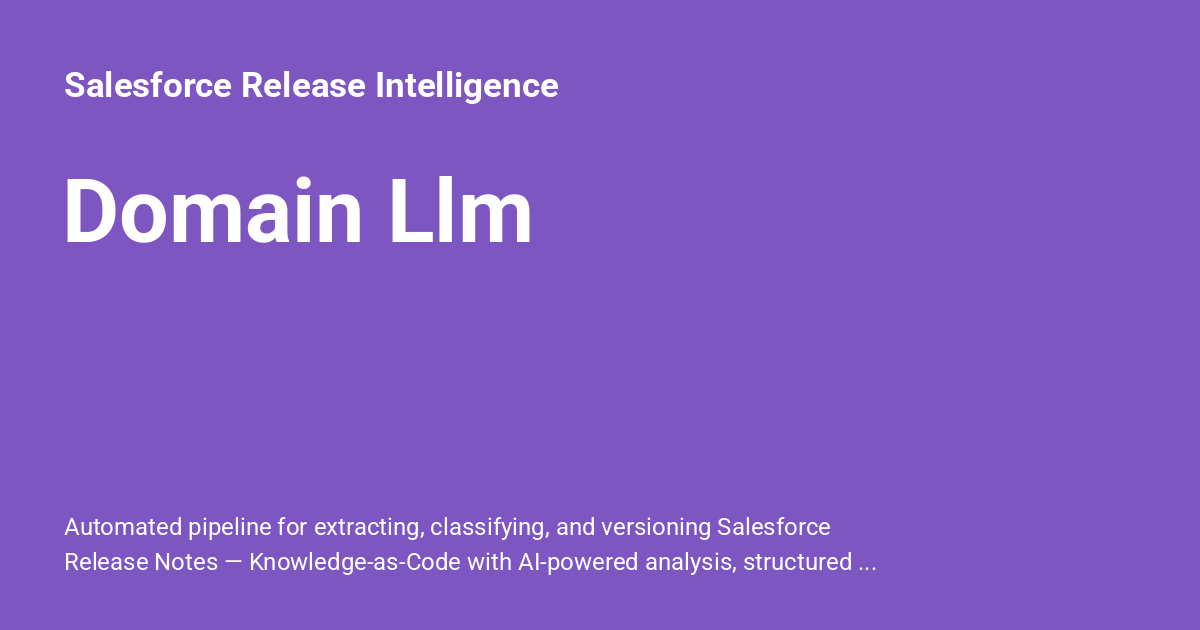 Salesforce Release Intelligence
Domain Llm
Automated pipeline for extracting, classifying, and versioning Salesforce
Release Notes — Knowledge-as-Code with AI-powered analysis, structured ...